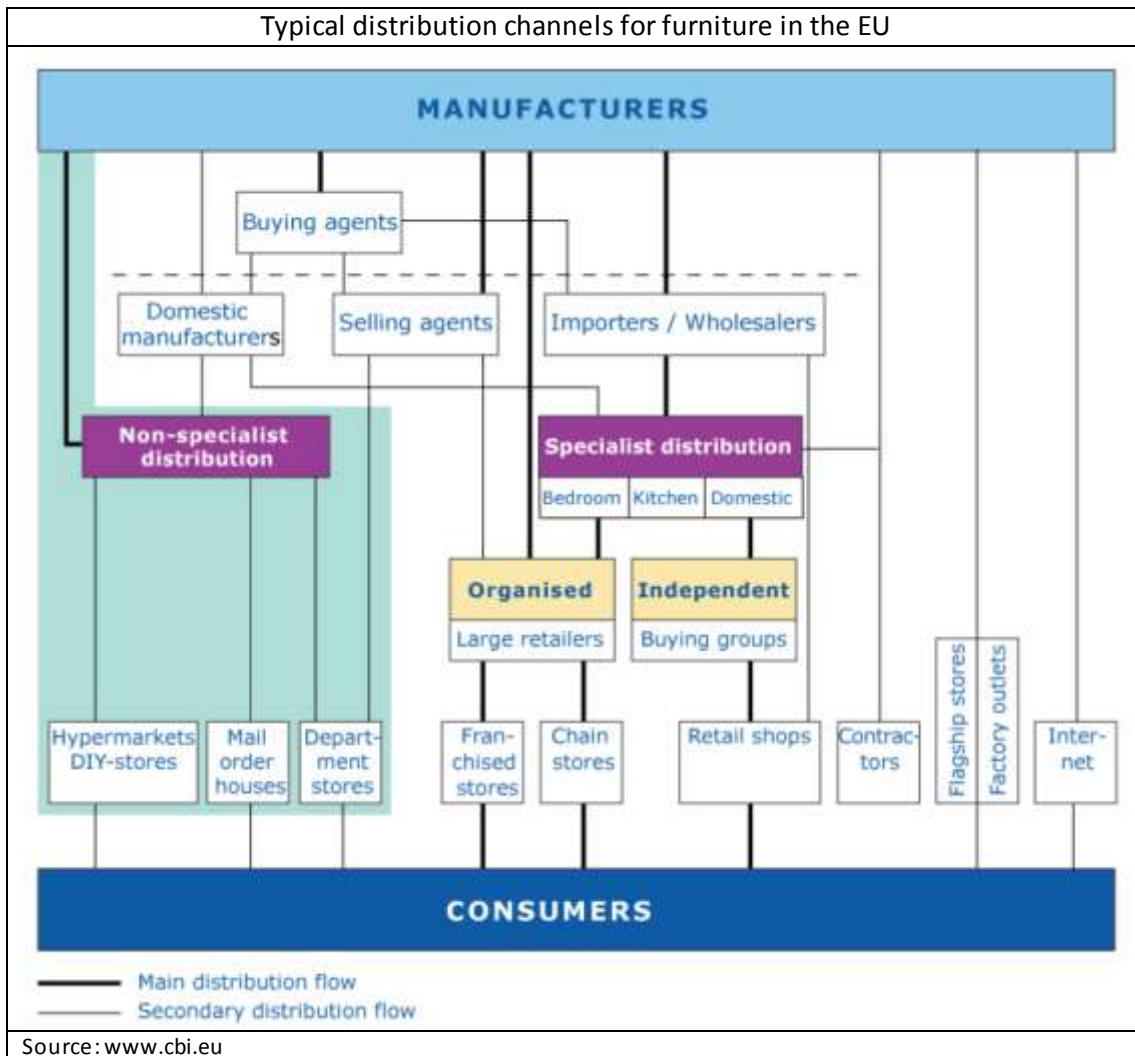 Typical distribution channels for furniture in the EU
MANUFACTURERS
Buying agents
Domestic
manufacturers
Selling agents
Importers / Wholesalers
Non-specialist
distribution
Specialist distribution
Bedroom
Kitchen
Domestic
Organised
Large retailers
Independent
Buying groups
Hypermarkets
DIY-stores
Mail
order
houses
Depart-
ment
stores
Fran-
chised
stores
Chain
stores
Retail shops
Contrac-
tors
Flagship stores
Factory outlets
Inter-
net
CONSUMERS
Main distribution flow
Secondary distribution flow
Source: www.cbi.eu